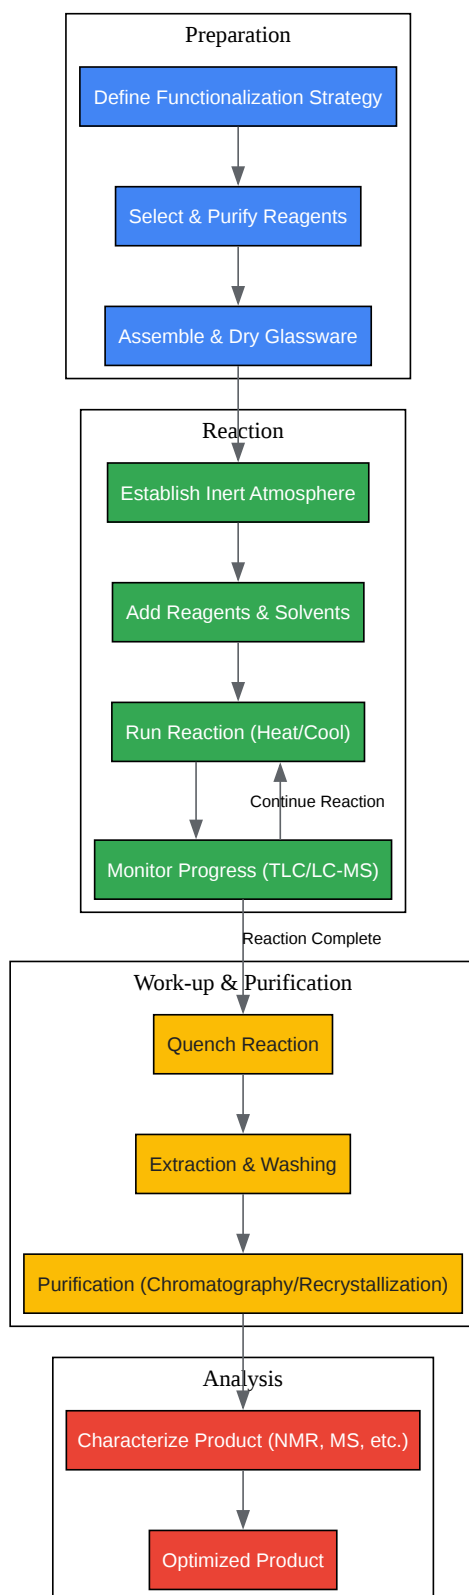 Preparation
Define Functionalization Strategy
Select & Purify Reagents
Assemble & Dry Glassware
Reaction
Establish Inert Atmosphere
Add Reagents & Solvents
Run Reaction (Heat/Cool)
Continue Reaction
Monitor Progress (TLC/LC-MS)
Reaction Complete
Work-up & Purification
Quench Reaction
Extraction & Washing
Purification (Chromatography/Recrystallization)
Analysis
Characterize Product (NMR, MS, etc.)
Optimized Product